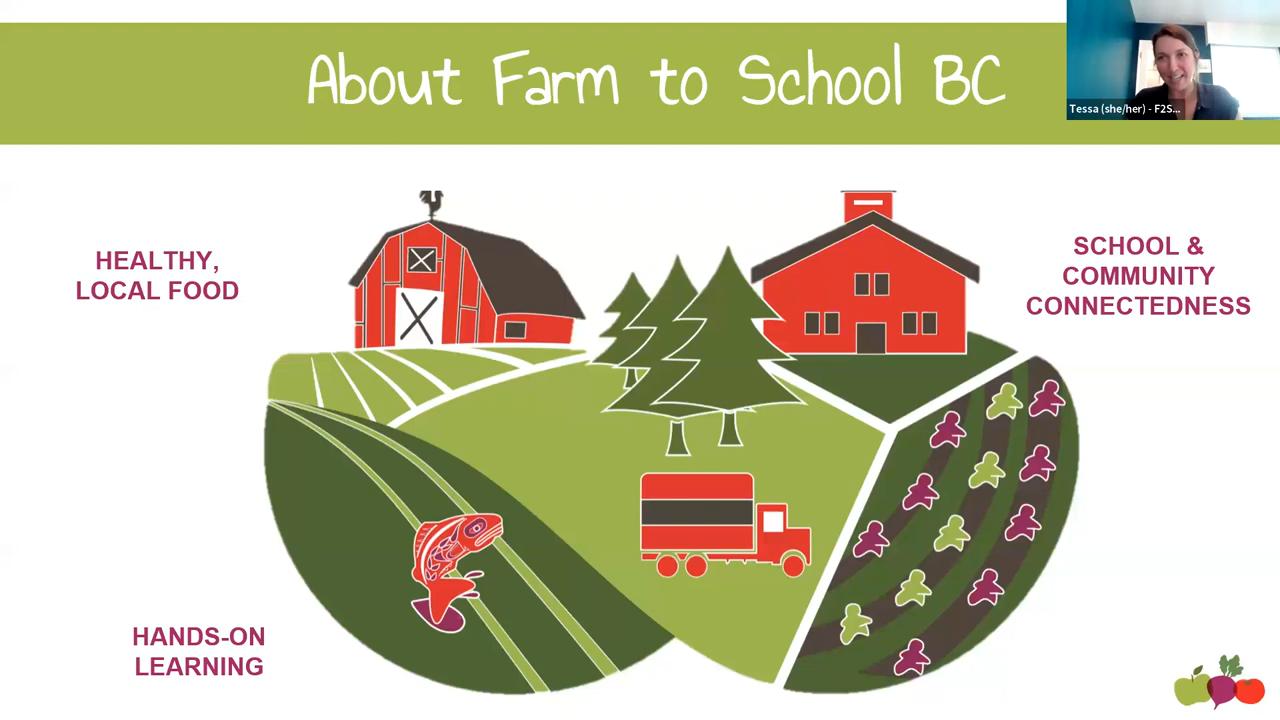 About Farm to School BC
Tessa (she/her) - F2S...
HEALTHY,
LOCAL FOOD
SCHOOL &
COMMUNITY
CONNECTEDNESS
HANDS-ON
LEARNING